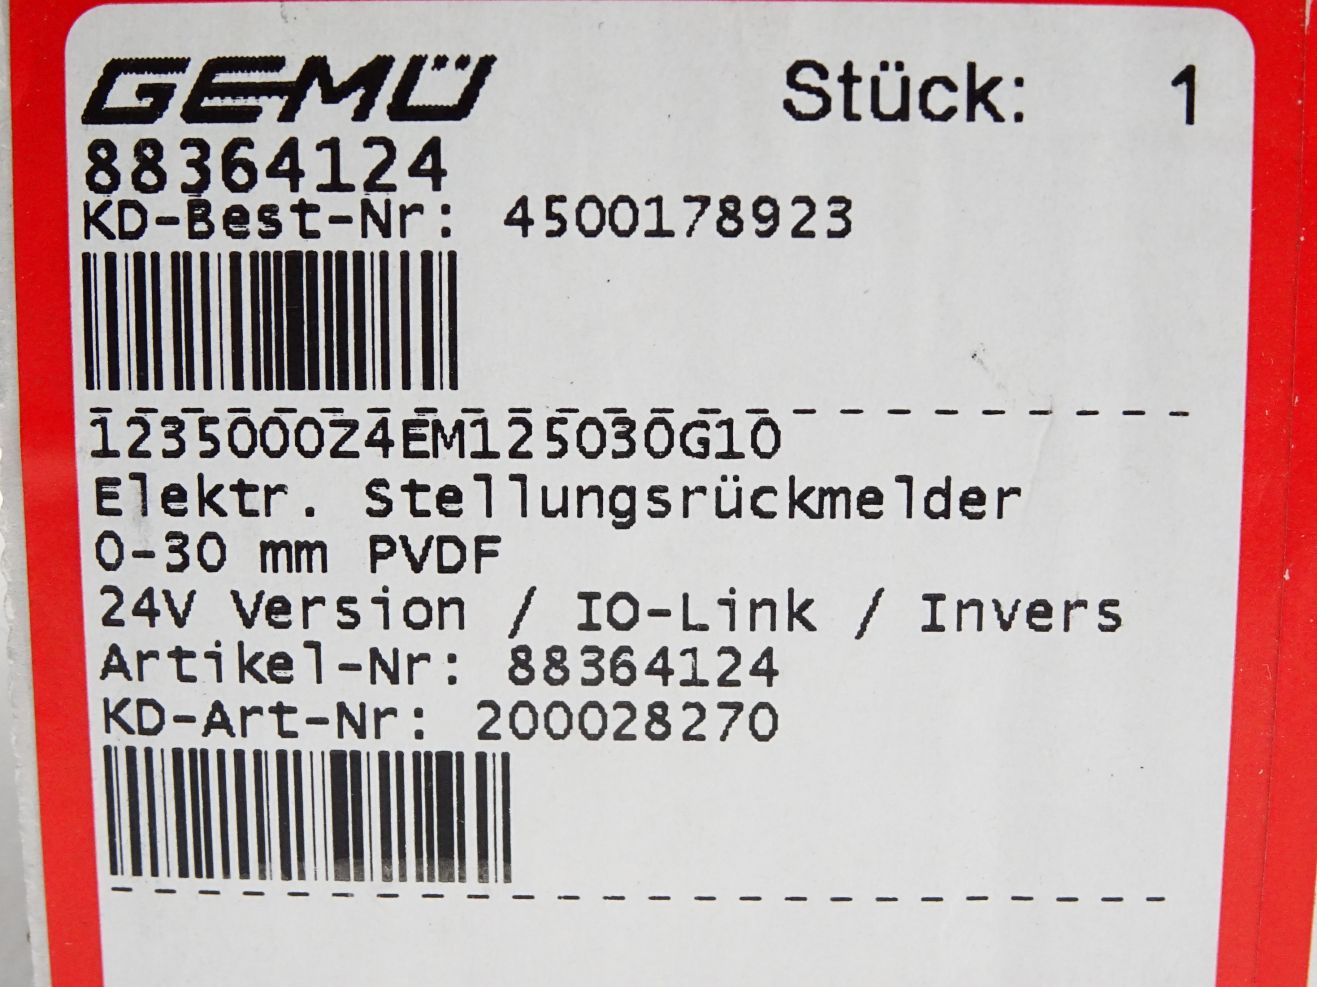 GEMÜ Stück: 1
88364124
KD-Best-Nr: 4500178923
1235000Z4EM125030G10
Elektr. Stellungsrückmelder
0-30 mm PVDF
24V Version / IO-Link / Invers
Artikel-Nr: 88364124
KD-Art-Nr: 200028270